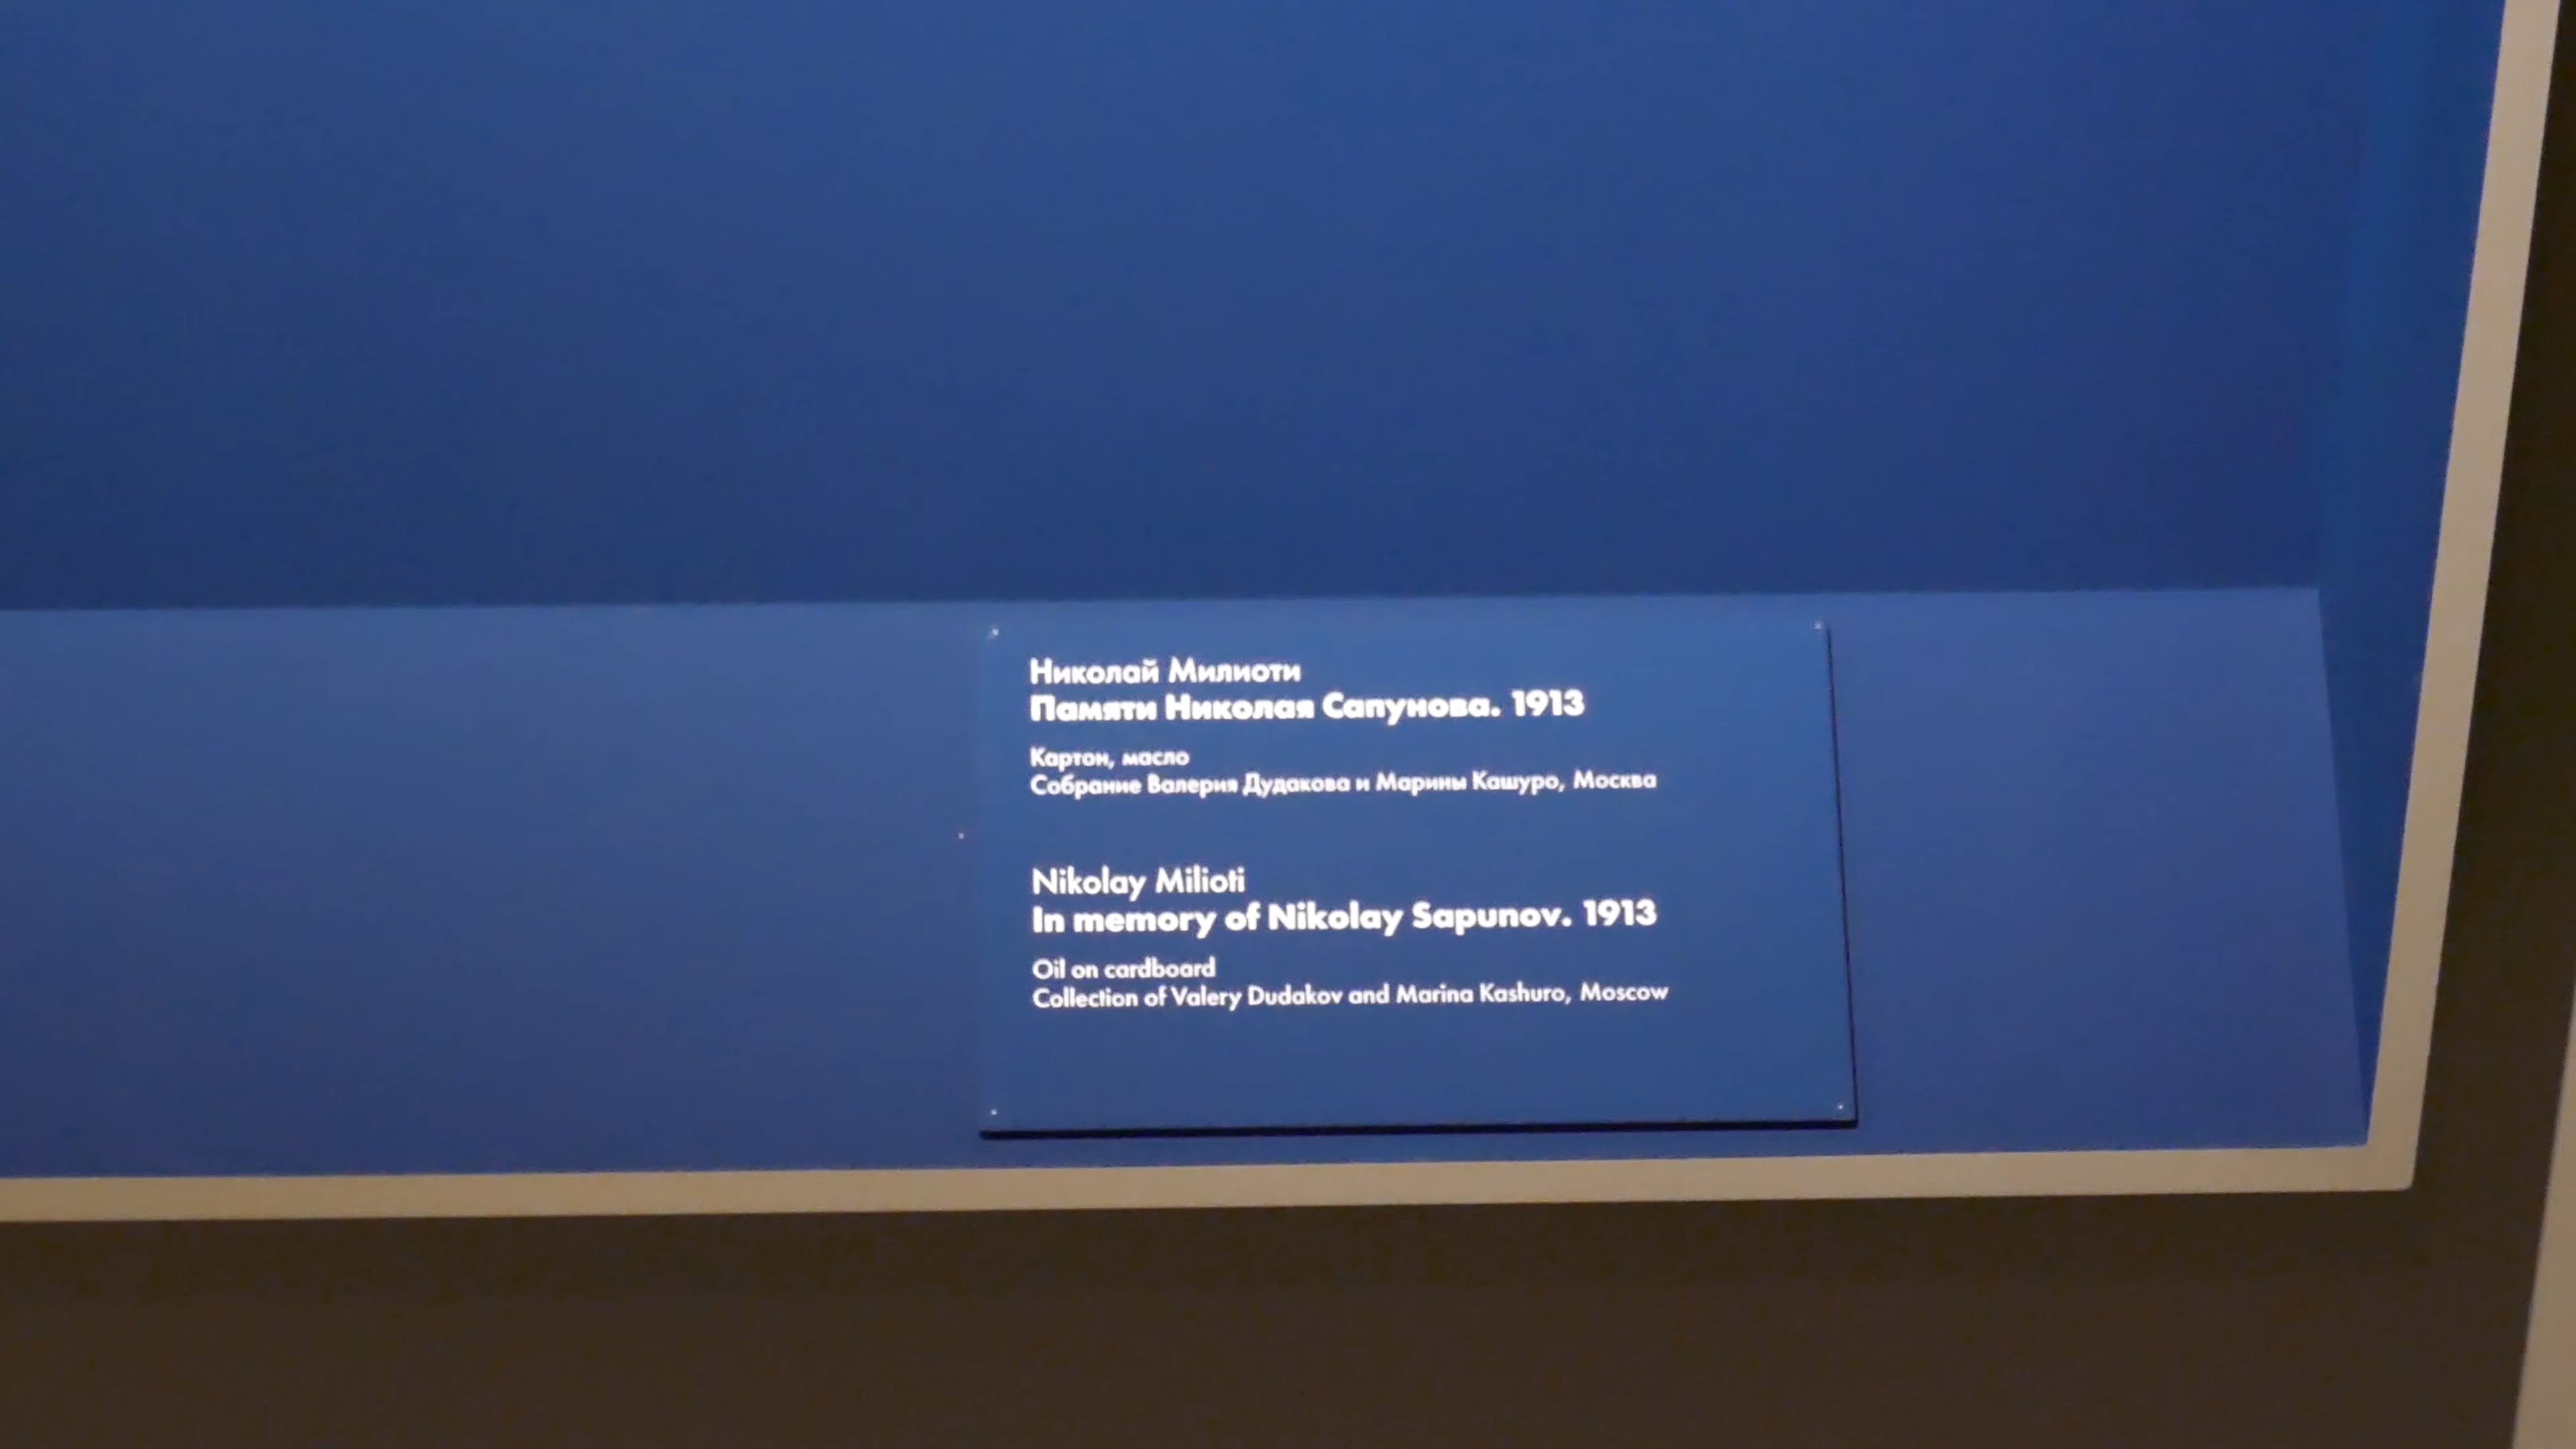 Николай Милиоти
Памяти Николая Сапунова. 1913
Картон, масло
Собрание Валерия Дудакова и Марины Кашуро, Москва
Nikolay Milioti
In memory of Nikolay Sapunov. 1913
Oil on cardboard
Collection of Valery Dudakov and Marina Kashuro, Moscow